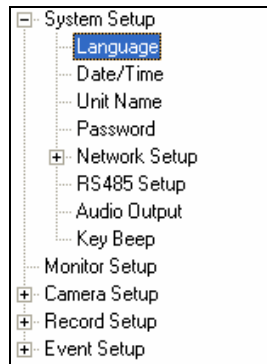 System Setup
Language
Date/Time
Unit Name
Password
Network Setup
RS485 Setup
Audio Output
Key Beep
Monitor Setup
Camera Setup
Record Setup
Event Setup